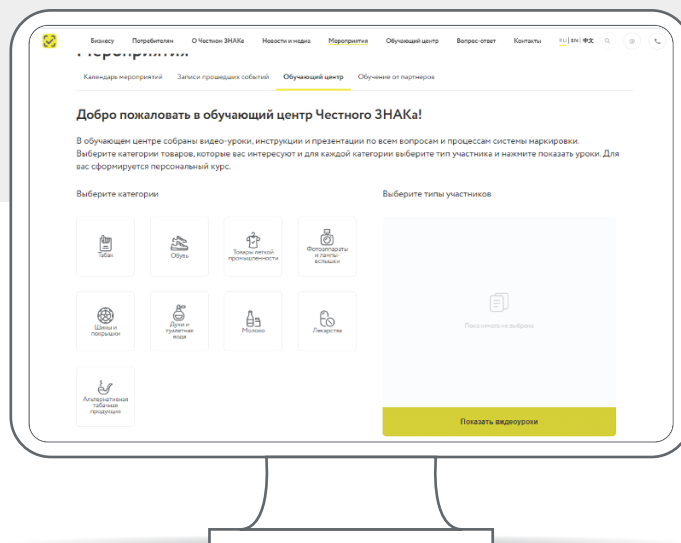 Бизнесу Потребителям О Честном ЗНАКе Новости и медиа Мероприятия Обучающий центр Вопрос-ответ Контакты RU | EN | 中文
Мероприятия
Календарь мероприятий Записи прошедших событий Обучающий центр Обучение от партнеров
Добро пожаловать в обучающий центр Честного ЗНАКа!
В обучающем центре собраны видео-уроки, инструкции и презентации по всем вопросам и процессам системы маркировки.
Выберите категории товаров, которые вас интересуют и для каждой категории выберите тип участника и нажмите показать уроки. Для
вас сформируется персональный курс.
Выберите категории
Выберите типы участников
Табак
Обувь
Товары легкой
промышленности
Фотоаппараты
и лампы-
вспышки
Шины и
покрышки
Духи и
туалетная
вода
Молоко
Лекарства
Альтернативная
табачная
продукция
Пока ничего не выбрано
Показать видеоуроки